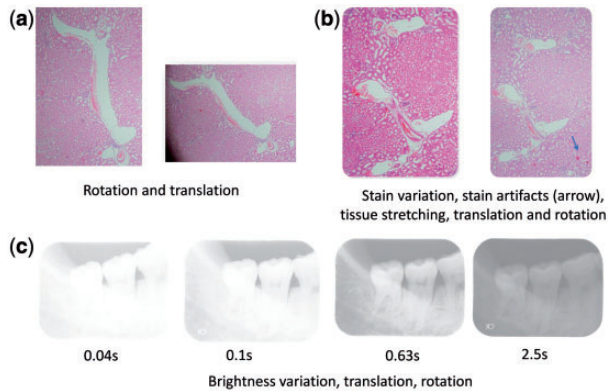 (a)
(b)
Rotation and translation
Stain variation, stain artifacts (arrow),
tissue stretching, translation and rotation
(c)
0.04s
0.1s
0.63s
2.5s
Brightness variation, translation, rotation